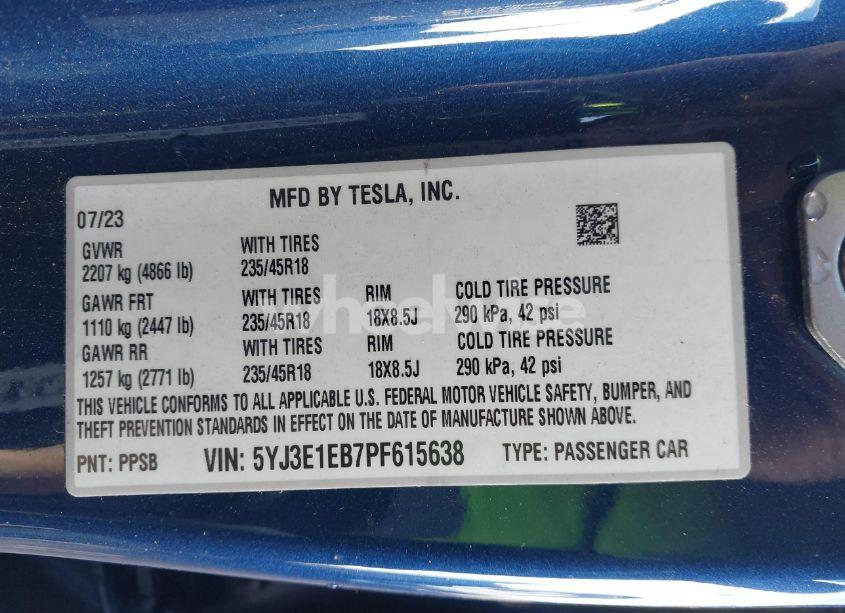 MFD BY TESLA, INC.
07/23
GVWR WITH TIRES
2207 kg (4866 lb) 235/45R18
GAWR FRT WITH TIRES RIM COLD TIRE PRESSURE
1110 kg (2447 lb) 235/45R18 18X8.5J 290 kPa, 42 psi
GAWR RR WITH TIRES RIM COLD TIRE PRESSURE
1257 kg (2771 lb) 235/45R18 18X8.5J 290 kPa, 42 psi
THIS VEHICLE CONFORMS TO ALL APPLICABLE U.S. FEDERAL MOTOR VEHICLE SAFETY, BUMPER, AND
THEFT PREVENTION STANDARDS IN EFFECT ON THE DATE OF MANUFACTURE SHOWN ABOVE.
PNT: PPSB VIN: 5YJ3E1EB7PF615638 TYPE: PASSENGER CAR